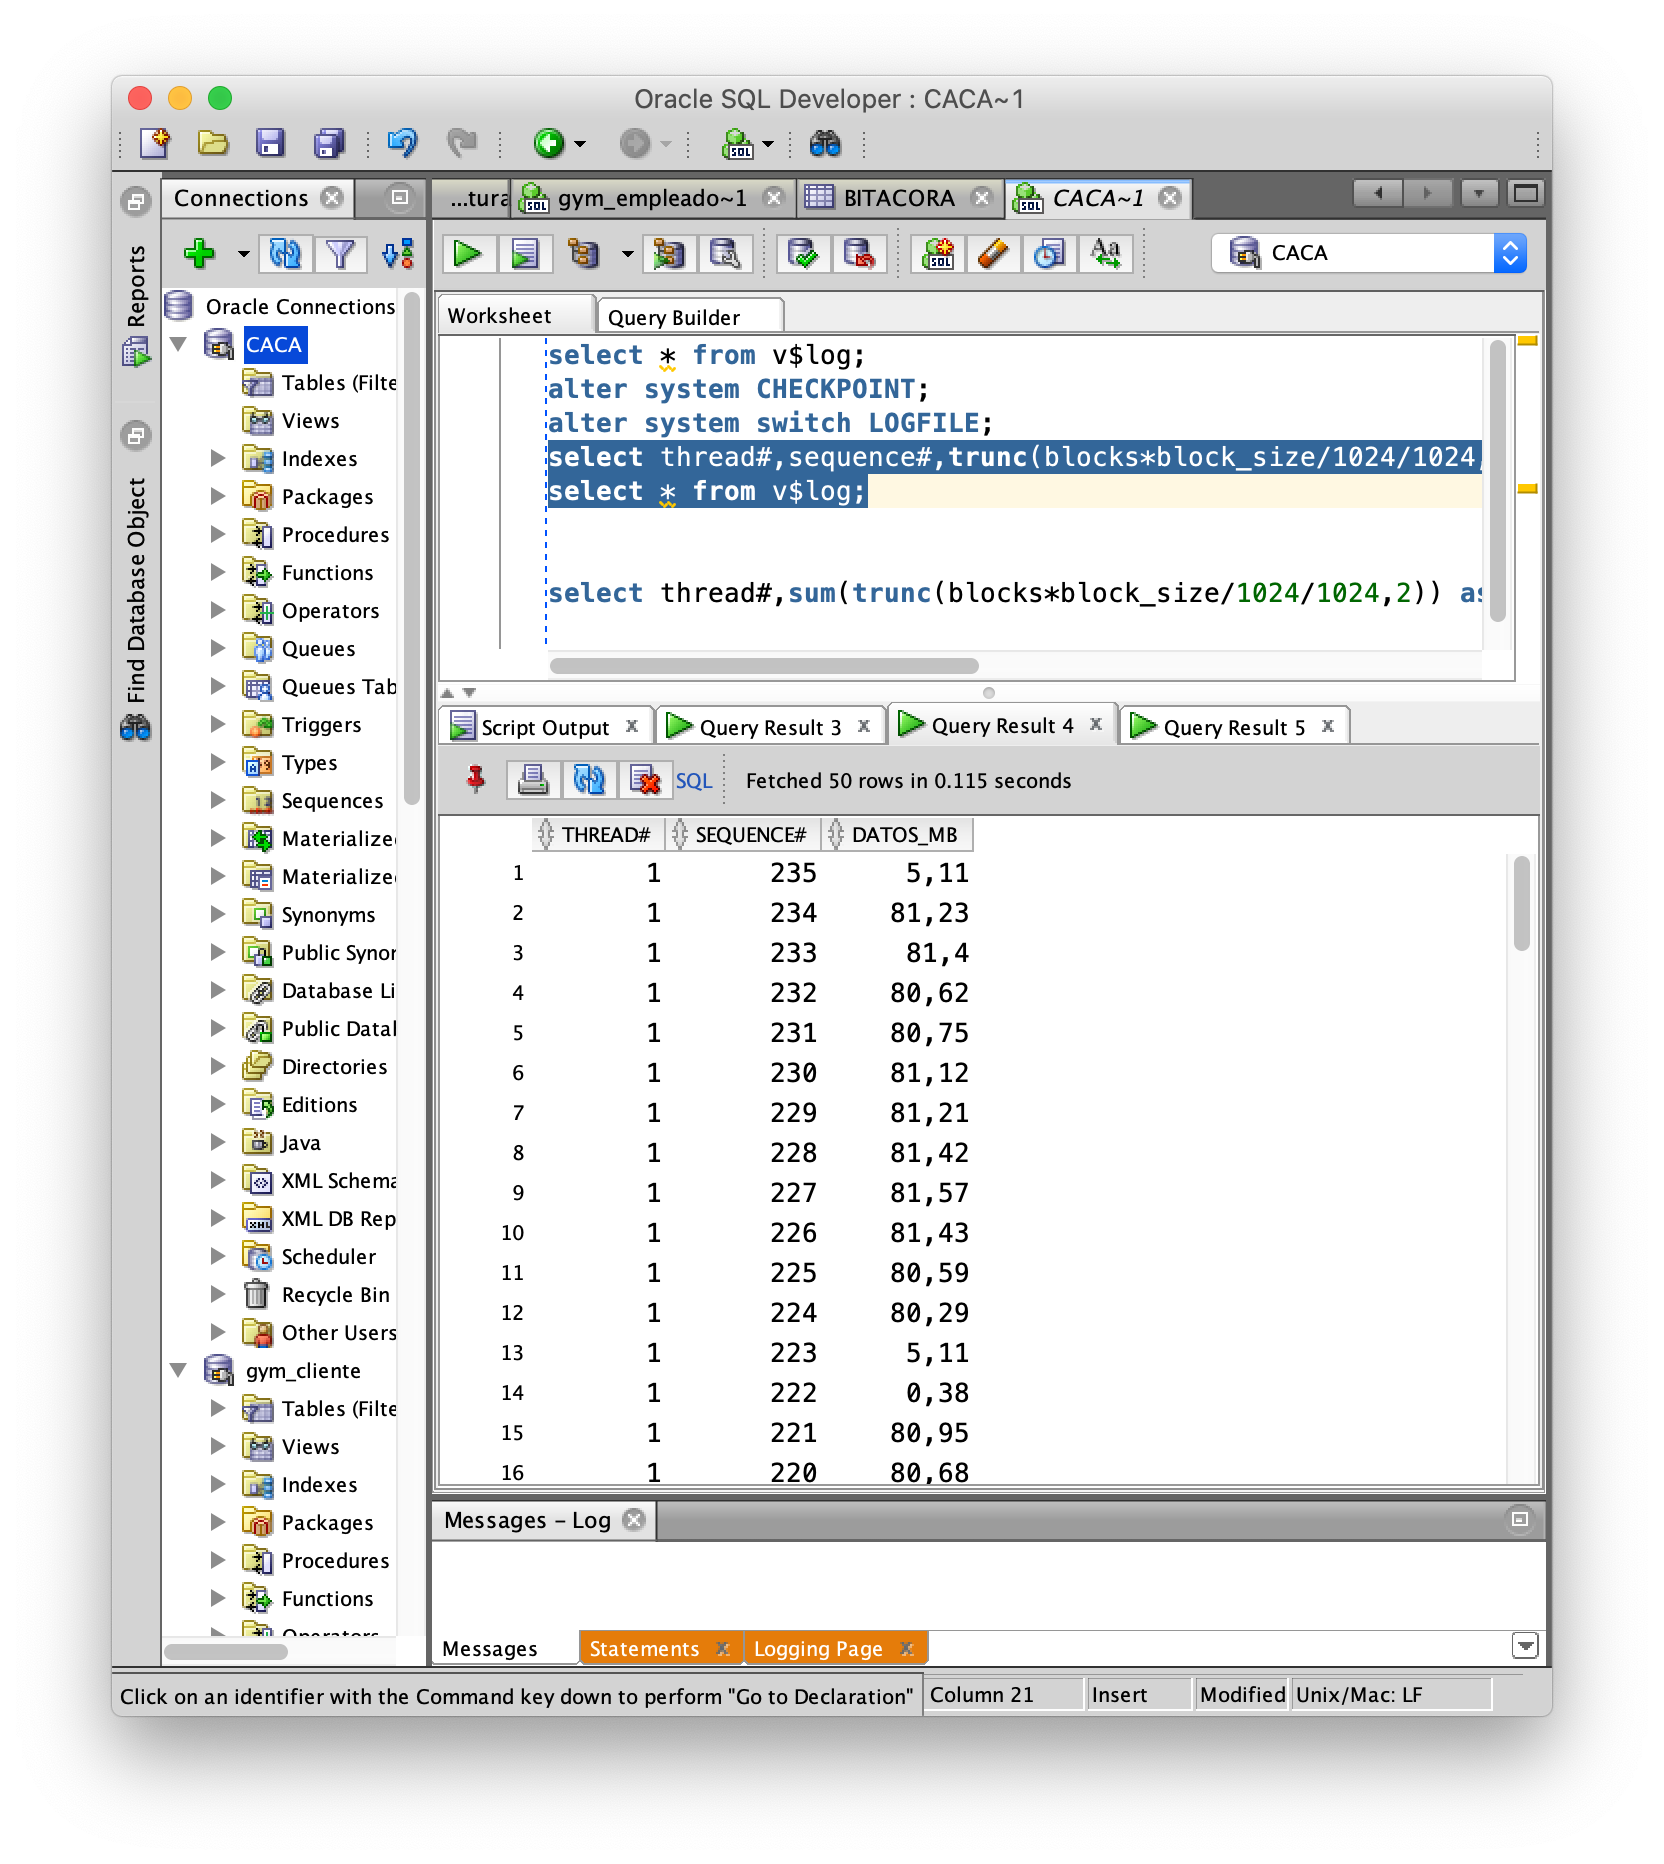 Oracle SQL Developer : CACA~1
Reports
Find Database Object
Connections
Oracle Connections
CACA
Tables (Filte
Views
Indexes
Packages
Procedures
Functions
Operators
Queues
Queues Tab
Triggers
Types
Sequences
Materialize
Materialize
Synonyms
Public Synor
Database Li
Public Datal
Directories
Editions
Java
XML Schema
XML DB Rep
Scheduler
Recycle Bin
Other Users
gym_cliente
Tables (Filte
Views
Indexes
Packages
Procedures
Functions
Operators
...tura gym_empleado~1 BITACORA CACA~1
CACA
Worksheet Query Builder
select * from v$log;
alter system CHECKPOINT;
alter system switch LOGFILE;
select thread#,sequence#,trunc(blocks*block_size/1024/1024,
select * from v$log;
select thread#,sum(trunc(blocks*block_size/1024/1024,2)) as
Script Output Query Result 3 Query Result 4 Query Result 5
SQL Fetched 50 rows in 0.115 seconds
THREAD# SEQUENCE# DATOS_MB
1 1 235 5,11
2 1 234 81,23
3 1 233 81,4
4 1 232 80,62
5 1 231 80,75
6 1 230 81,12
7 1 229 81,21
8 1 228 81,42
9 1 227 81,57
10 1 226 81,43
11 1 225 80,59
12 1 224 80,29
13 1 223 5,11
14 1 222 0,38
15 1 221 80,95
16 1 220 80,68
Messages - Log
Messages Statements Logging Page
Click on an identifier with the Command key down to perform "Go to Declaration" Column 21 Insert Modified Unix/Mac: LF